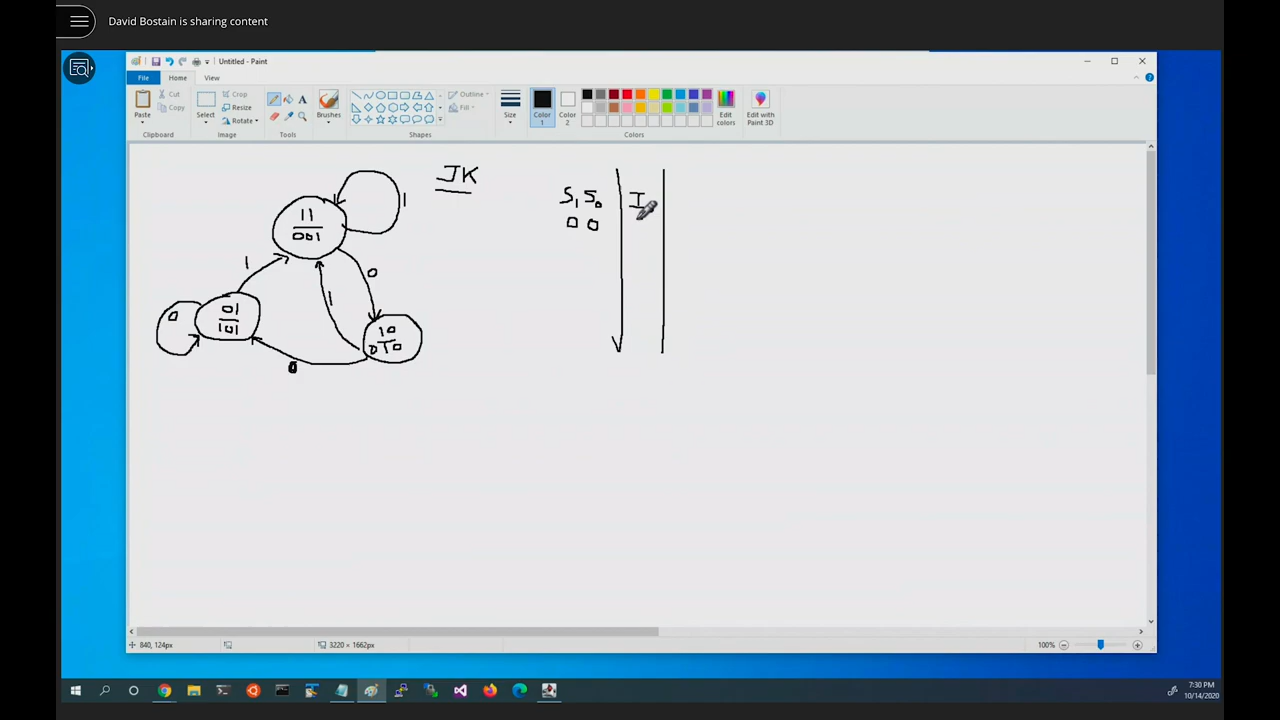 David Bostain is sharing content
Untitled - Paint
File Home View
Paste
Cut
Copy
Clipboard
Select
Crop
Resize
Rotate
Image
Tools
Brushes
Outline
Fill
Shapes
Size
Color 1
Color 2
Edit colors
Colors
Edit with Paint 3D
JK
11
001
1
0
1
1
01
101
0
10
010
0
S1 S0 I
0 0
840, 124px
3220 × 1662px
100%
7:30 PM
10/14/2020